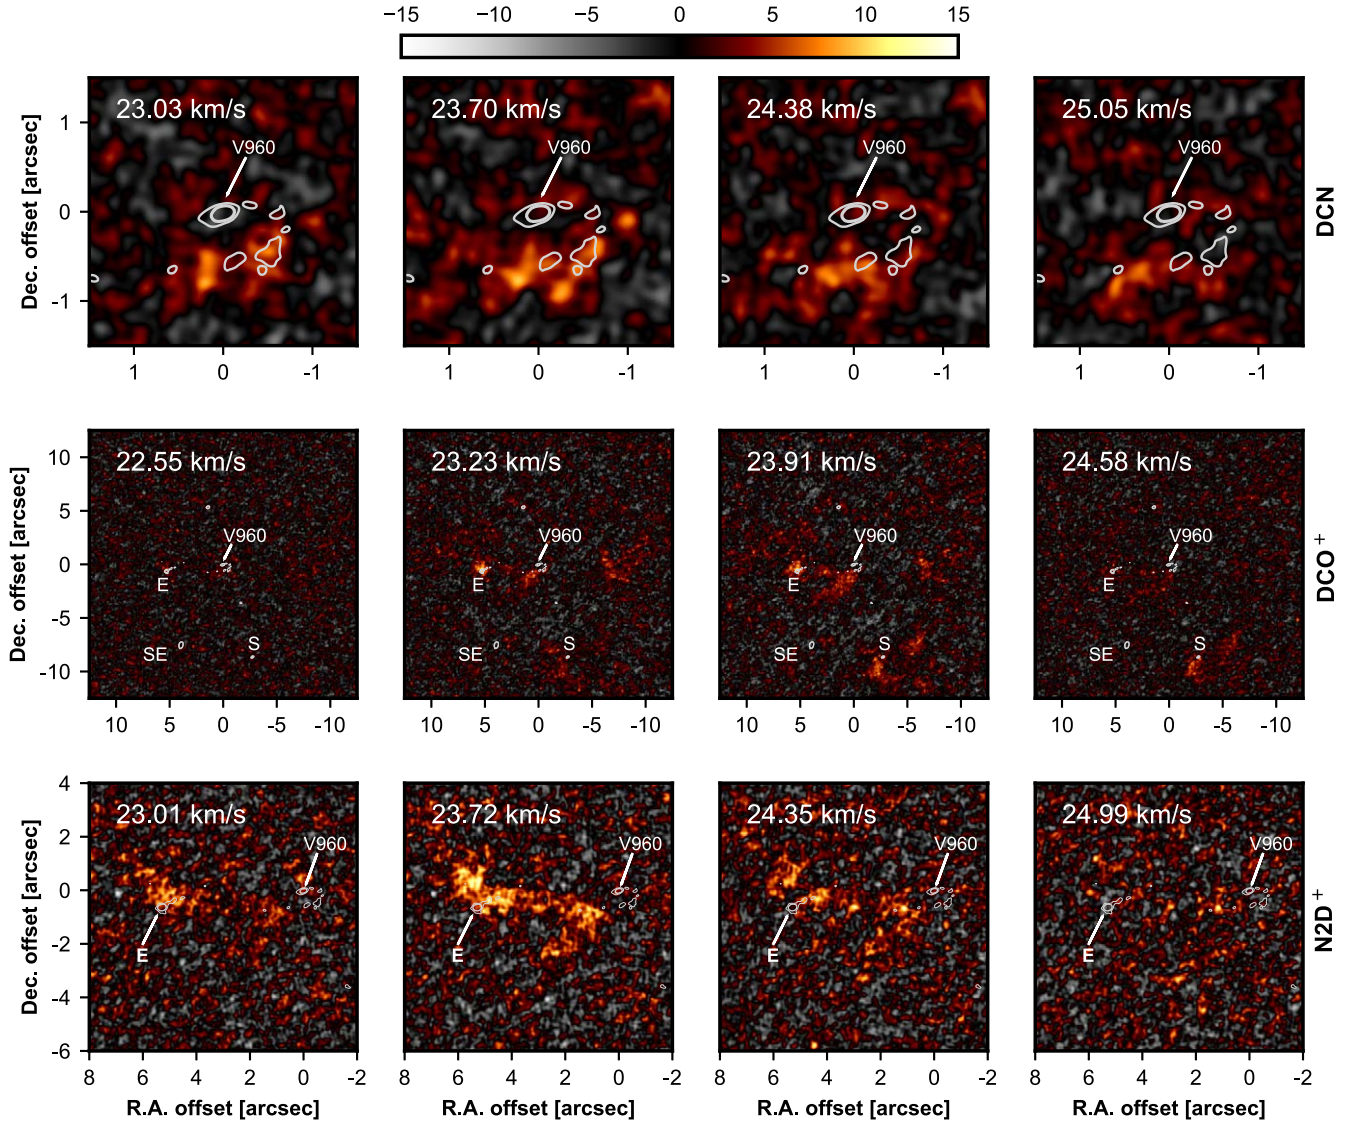 −15 −10 −5 0 5 10 15
23.03 km/s 23.70 km/s 24.38 km/s 25.05 km/s
V960 V960 V960 V960
1
0
-1
Dec. offset [arcsec]
DCN
1 0 -1 1 0 -1 1 0 -1 1 0 -1
22.55 km/s 23.23 km/s 23.91 km/s 24.58 km/s
V960 V960 V960 V960
E E E E
SE S SE S SE S SE S
10
5
0
-5
-10
Dec. offset [arcsec]
DCO+
10 5 0 -5 -10 10 5 0 -5 -10 10 5 0 -5 -10 10 5 0 -5 -10
23.01 km/s 23.72 km/s 24.35 km/s 24.99 km/s
V960 V960 V960 V960
E E E E
4
2
0
-2
-4
-6
Dec. offset [arcsec]
N2D+
8 6 4 2 0 -2 8 6 4 2 0 -2 8 6 4 2 0 -2 8 6 4 2 0 -2
R.A. offset [arcsec] R.A. offset [arcsec] R.A. offset [arcsec] R.A. offset [arcsec]